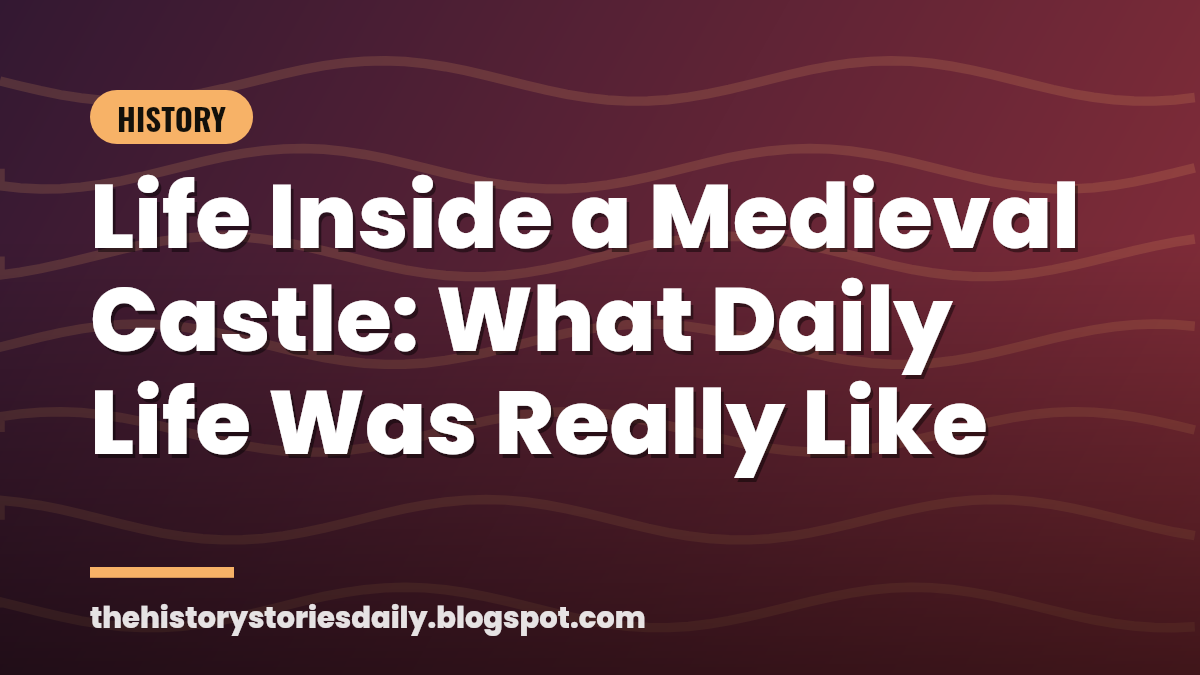 HISTORY
Life Inside a Medieval
Castle: What Daily
Life Was Really Like
thehistorystoriesdaily.blogspot.com